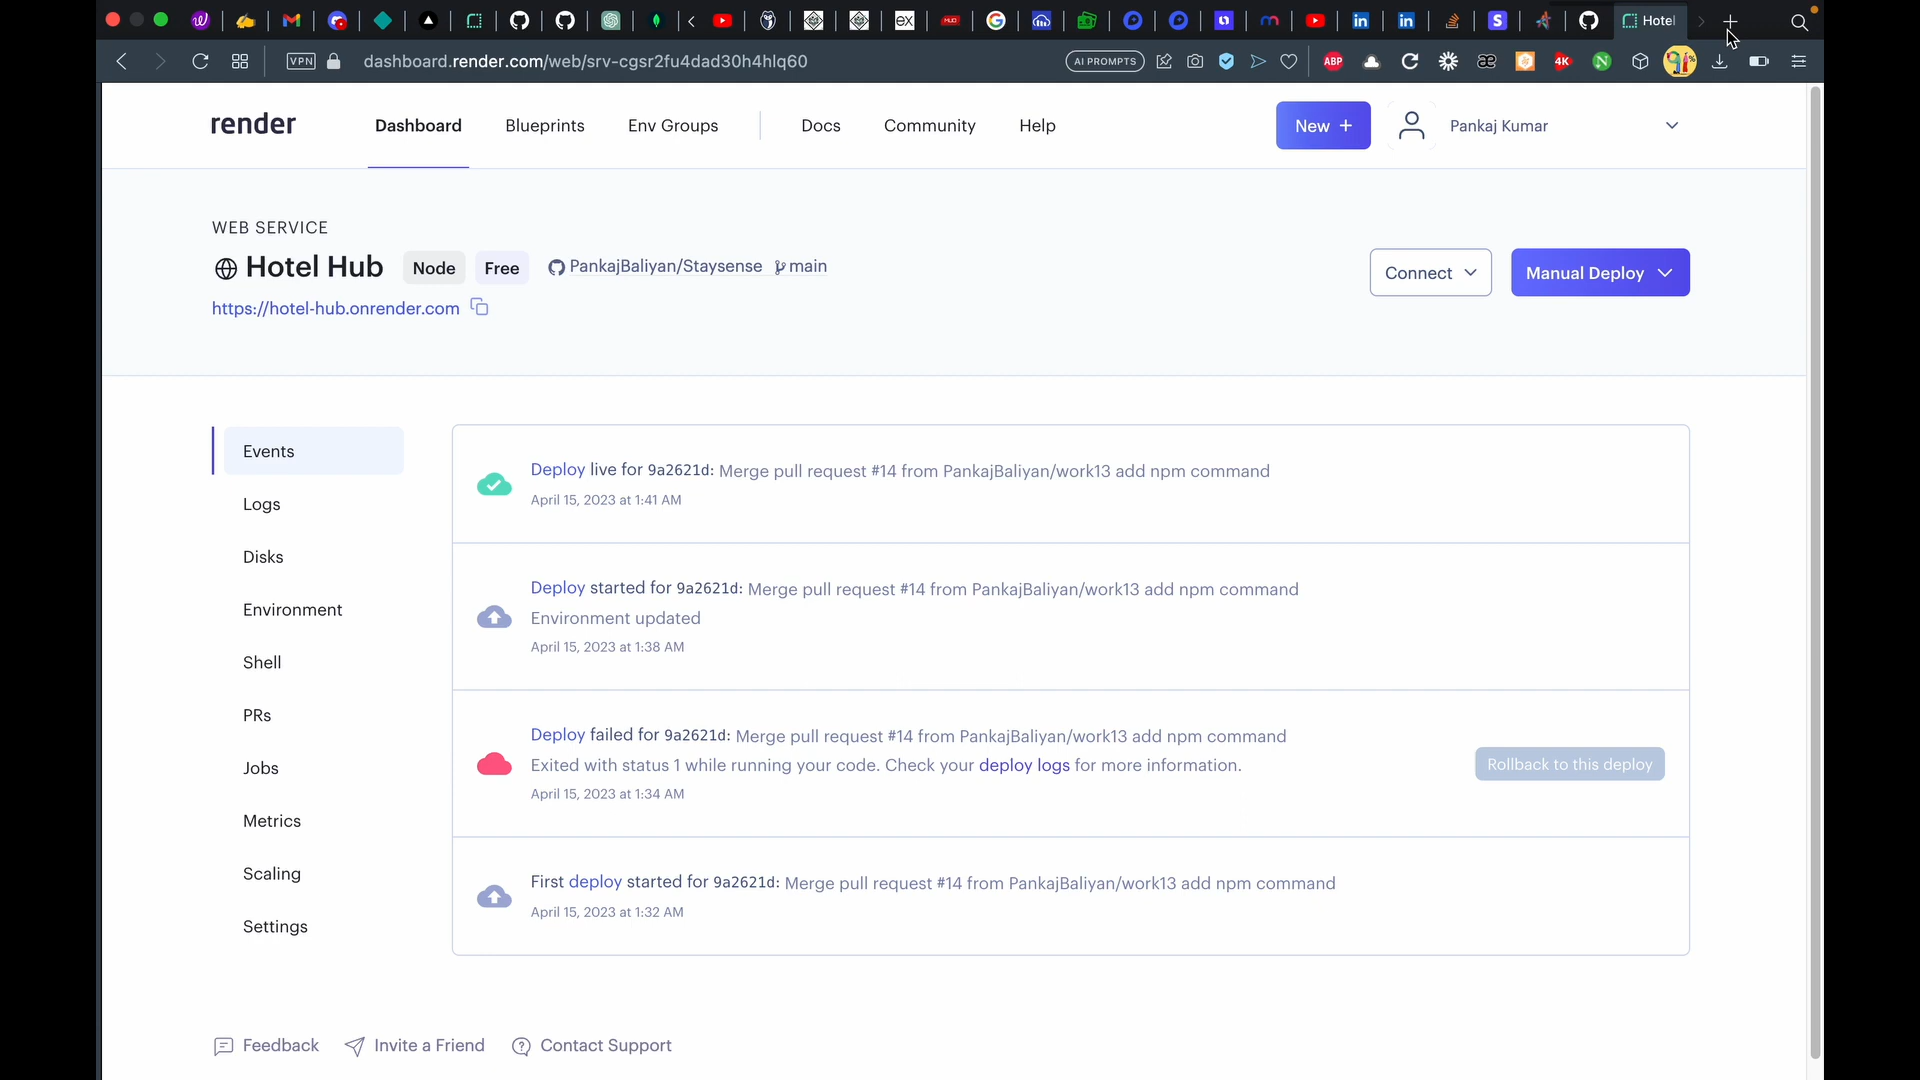 Hotel
VPN
dashboard.render.com/web/srv-cgsr2fu4dad30h4hlq60
AI PROMPTS
ABP
4K
render
Dashboard
Blueprints
Env Groups
Docs
Community
Help
New +
Pankaj Kumar
WEB SERVICE
Hotel Hub
Node
Free
PankajBaliyan/Staysense
main
Connect
Manual Deploy
https://hotel-hub.onrender.com
Events
Logs
Disks
Environment
Shell
PRs
Jobs
Metrics
Scaling
Settings
Deploy live for 9a2621d: Merge pull request #14 from PankajBaliyan/work13 add npm command
April 15, 2023 at 1:41 AM
Deploy started for 9a2621d: Merge pull request #14 from PankajBaliyan/work13 add npm command
Environment updated
April 15, 2023 at 1:38 AM
Deploy failed for 9a2621d: Merge pull request #14 from PankajBaliyan/work13 add npm command
Exited with status 1 while running your code. Check your deploy logs for more information.
April 15, 2023 at 1:34 AM
Rollback to this deploy
First deploy started for 9a2621d: Merge pull request #14 from PankajBaliyan/work13 add npm command
April 15, 2023 at 1:32 AM
Feedback
Invite a Friend
Contact Support